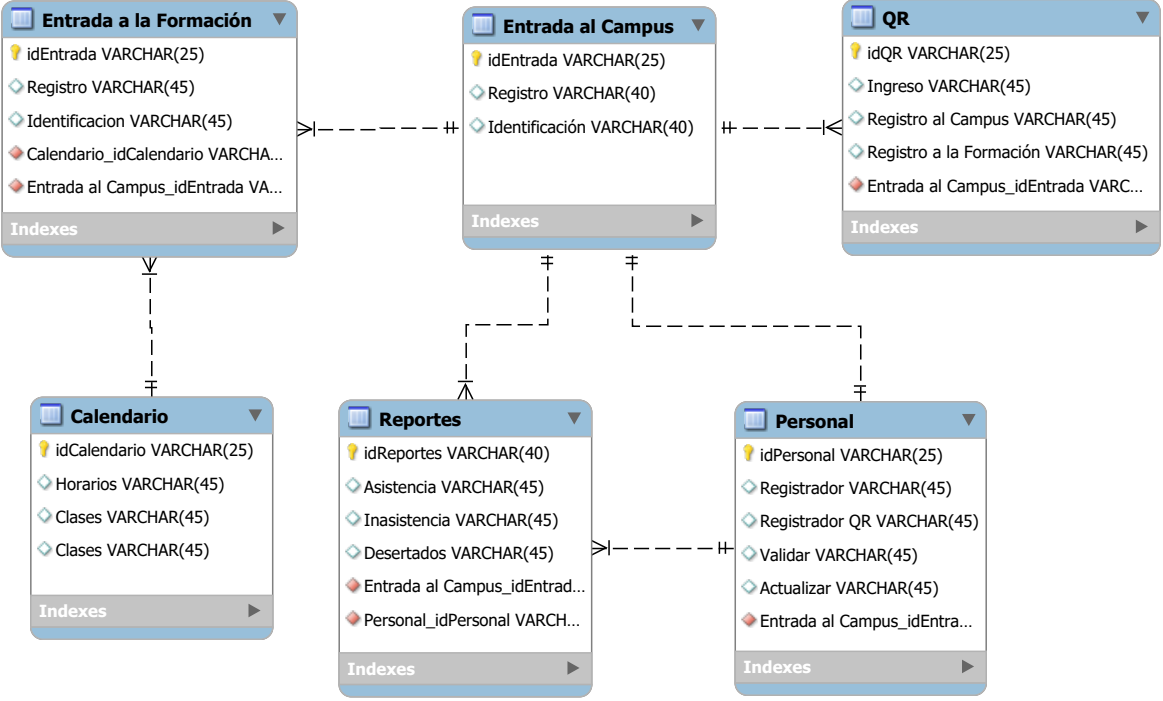 Entrada a la Formación
idEntrada VARCHAR(25)
Registro VARCHAR(45)
Identificacion VARCHAR(45)
Calendario_idCalendario VARCHA...
Entrada al Campus_idEntrada VA...
Indexes
Entrada al Campus
idEntrada VARCHAR(25)
Registro VARCHAR(40)
Identificación VARCHAR(40)
Indexes
QR
idQR VARCHAR(25)
Ingreso VARCHAR(45)
Registro al Campus VARCHAR(45)
Registro a la Formación VARCHAR(45)
Entrada al Campus_idEntrada VARC...
Indexes
Calendario
idCalendario VARCHAR(25)
Horarios VARCHAR(45)
Clases VARCHAR(45)
Clases VARCHAR(45)
Indexes
Reportes
idReportes VARCHAR(40)
Asistencia VARCHAR(45)
Inasistencia VARCHAR(45)
Desertados VARCHAR(45)
Entrada al Campus_idEntrad...
Personal_idPersonal VARCH...
Indexes
Personal
idPersonal VARCHAR(25)
Registrador VARCHAR(45)
Registrador QR VARCHAR(45)
Validar VARCHAR(45)
Actualizar VARCHAR(45)
Entrada al Campus_idEntra...
Indexes